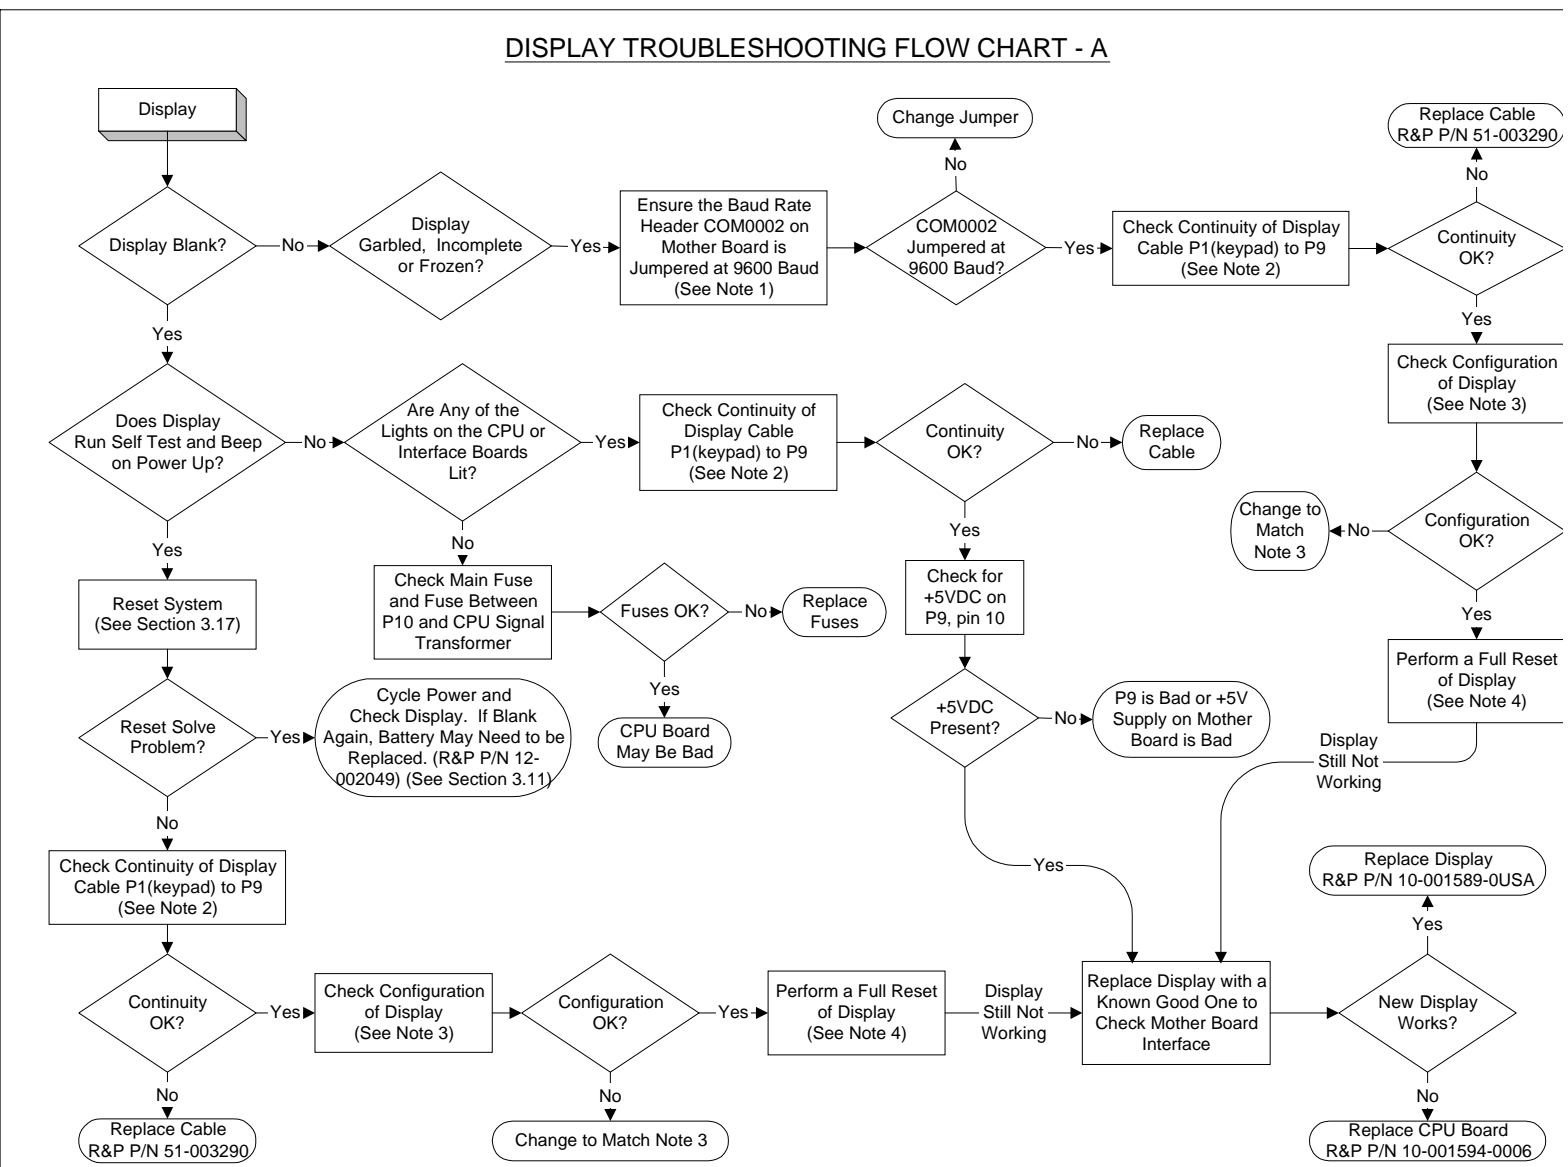 DISPLAY TROUBLESHOOTING FLOW CHART - A
Display
Change Jumper
Replace Cable
R&P P/N 51-003290
No
No
Display Blank?
No
Display
Garbled,  Incomplete
or Frozen?
Yes
Ensure the Baud Rate
Header COM0002 on
Mother Board is
Jumpered at 9600 Baud
(See Note 1)
COM0002
Jumpered at
9600 Baud?
Yes
Check Continuity of Display
Cable P1(keypad) to P9
(See Note 2)
Continuity
OK?
Yes
Yes
Check Configuration
of Display
(See Note 3)
Does Display
Run Self Test and Beep
on Power Up?
No
Are Any of the
Lights on the CPU or
Interface Boards
Lit?
Yes
Check Continuity of
Display Cable
P1(keypad) to P9
(See Note 2)
Continuity
OK?
No
Replace
Cable
Change to
Match
Note 3
No
Configuration
OK?
Yes
No
Yes
Yes
Reset System
(See Section 3.17)
Check Main Fuse
and Fuse Between
P10 and CPU Signal
Transformer
Fuses OK?
No
Replace
Fuses
Check for
+5VDC on
P9, pin 10
Perform a Full Reset
of Display
(See Note 4)
Reset Solve
Problem?
Yes
Cycle Power and
Check Display.  If Blank
Again, Battery May Need to be
Replaced. (R&P P/N 12-
002049) (See Section 3.11)
Yes
CPU Board
May Be Bad
+5VDC
Present?
No
P9 is Bad or +5V
Supply on Mother
Board is Bad
Display
Still Not
Working
No
Yes
Check Continuity of Display
Cable P1(keypad) to P9
(See Note 2)
Replace Display
R&P P/N 10-001589-0USA
Yes
Continuity
OK?
Yes
Check Configuration
of Display
(See Note 3)
Configuration
OK?
Yes
Perform a Full Reset
of Display
(See Note 4)
Display
Still Not
Working
Replace Display with a
Known Good One to
Check Mother Board
Interface
New Display
Works?
No
No
No
Replace Cable
R&P P/N 51-003290
Change to Match Note 3
Replace CPU Board
R&P P/N 10-001594-0006